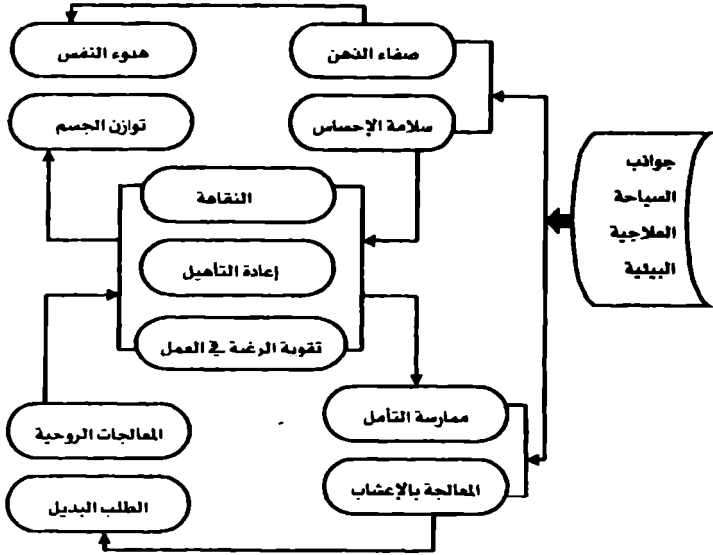 جوانب
السياحة
العلاجية
البيئية
صفاء الذهن
هدوء النفس
سلامة الإحساس
توازن الجسم
النقاهة
إعادة التأهيل
تقوية الرغبة في العمل
ممارسة التأمل
المعالجات الروحية
المعالجة بالإعشاب
الطلب البديل